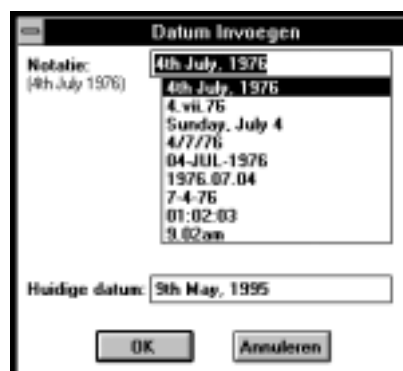 Datum Invoegen
Notatie: 4th July, 1976
(4th July 1976)
4th July, 1976
4.vii.76
Sunday, July 4
4/7/76
04-JUL-1976
1976.07.04
7-4-76
01:02:03
9.02am
Huidige datum: 9th May, 1995
OK Annuleren